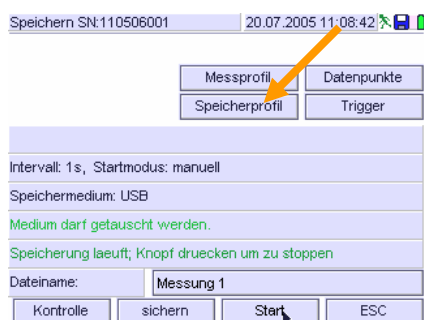 Speichern SN:110506001 20.07.2005 11:08:42
Messprofil Datenpunkte
Speicherprofil Trigger
Intervall: 1s, Startmodus: manuell
Speichermedium: USB
Medium darf getauscht werden.
Speicherung laeuft; Knopf druecken um zu stoppen
Dateiname: Messung 1
Kontrolle sichern Start ESC